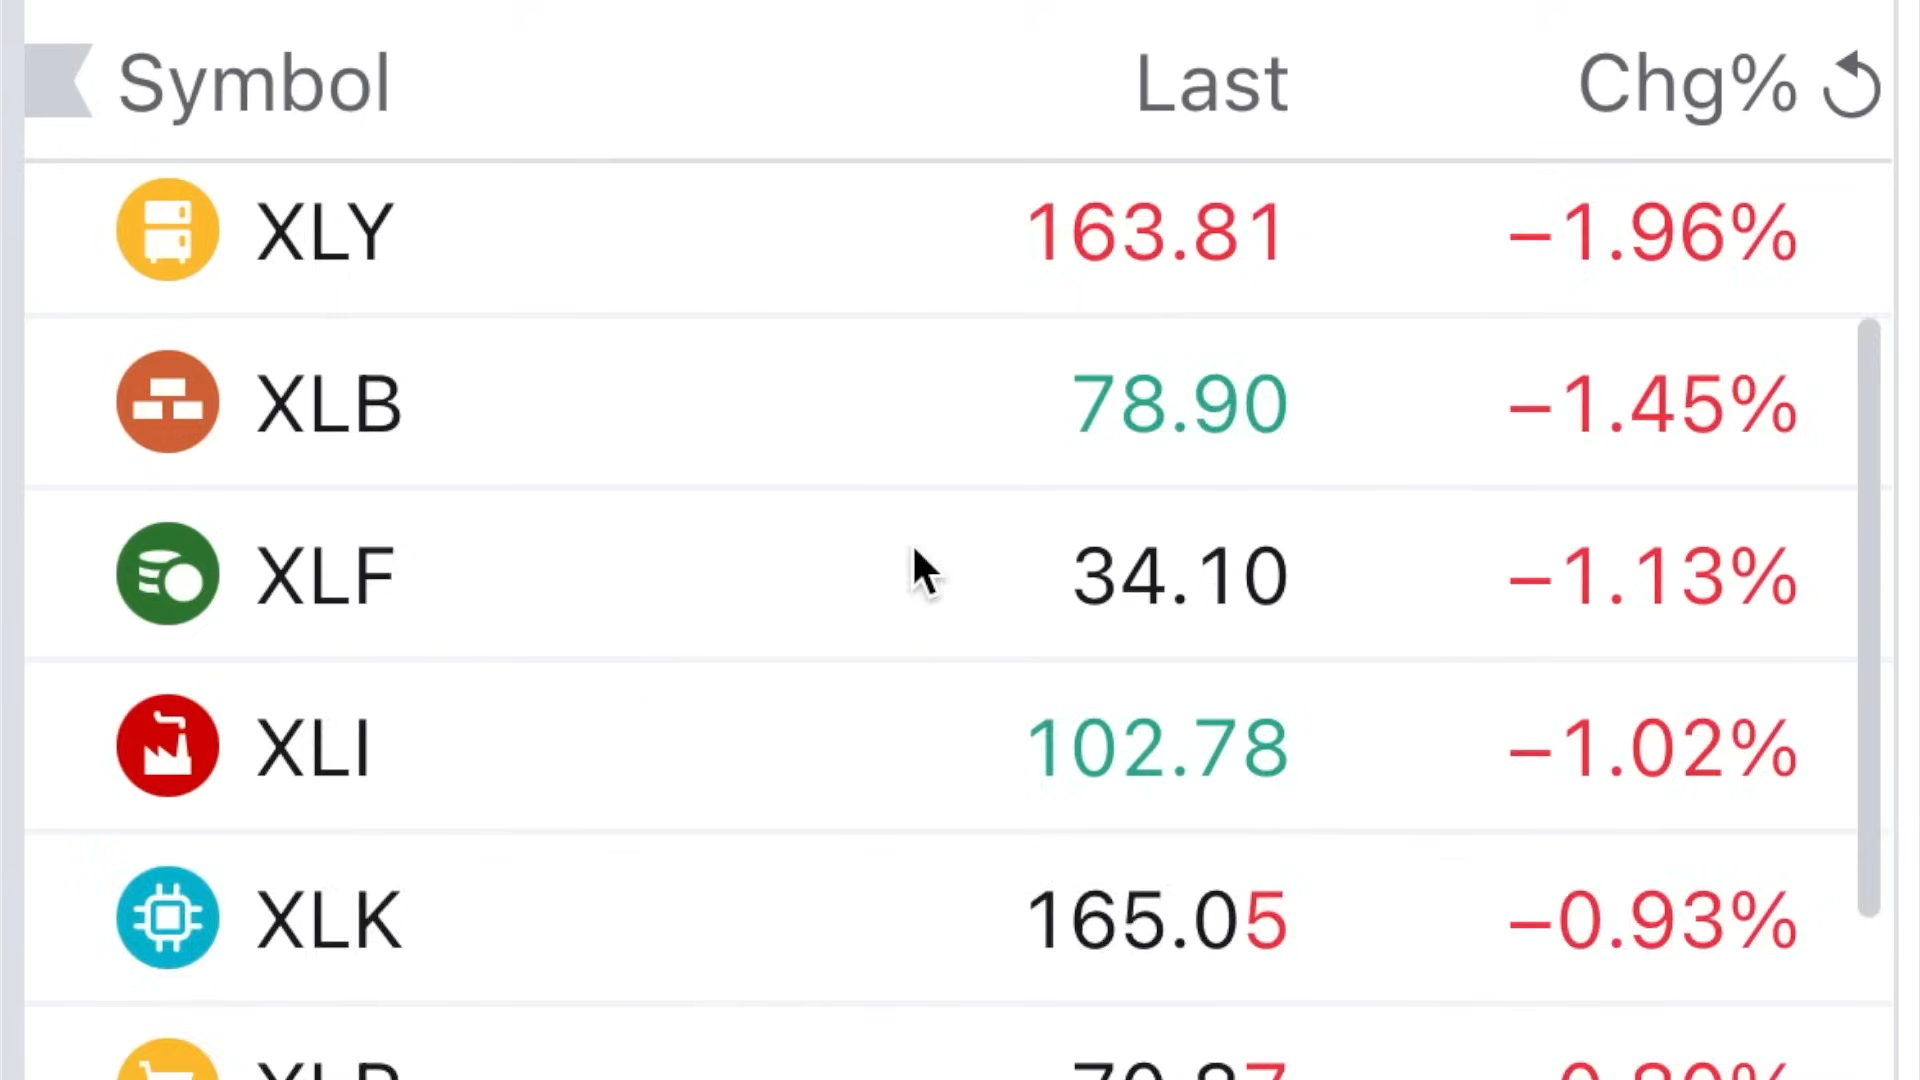 Symbol Last Chg%
XLY 163.81 −1.96%
XLB 78.90 −1.45%
XLF 34.10 −1.13%
XLI 102.78 −1.02%
XLK 165.05 −0.93%